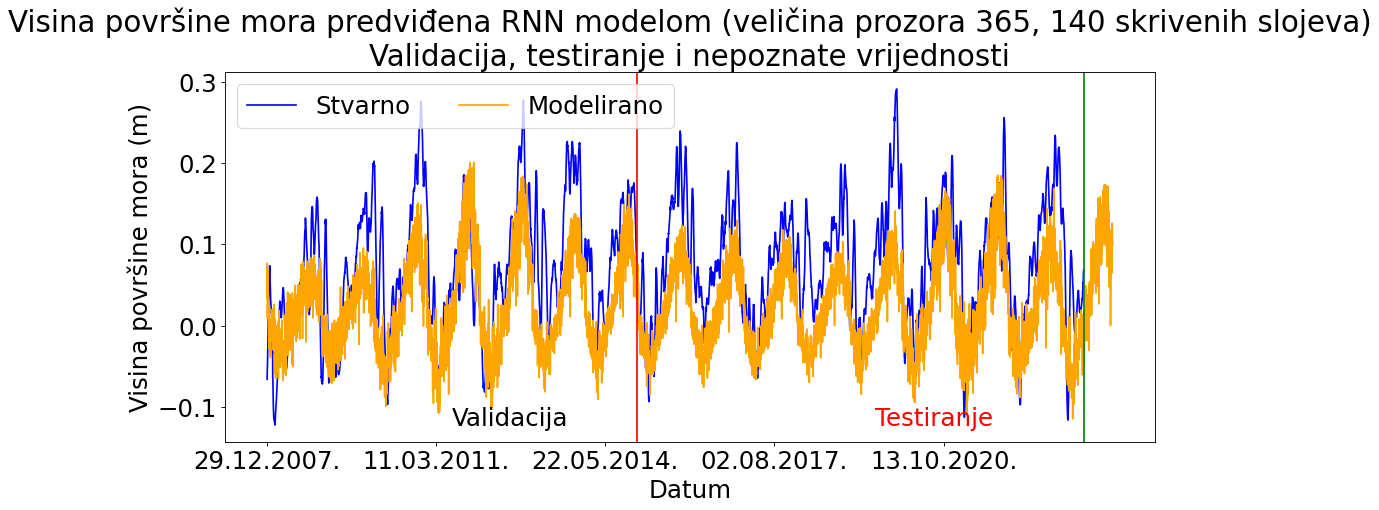 Visina površine mora predviđena RNN modelom (veličina prozora 365, 140 skrivenih slojeva)
Validacija, testiranje i nepoznate vrijednosti
Stvarno
Modelirano
Visina površine mora (m)
0.3
0.2
0.1
0.0
−0.1
Validacija
Testiranje
29.12.2007.
11.03.2011.
22.05.2014.
02.08.2017.
13.10.2020.
Datum